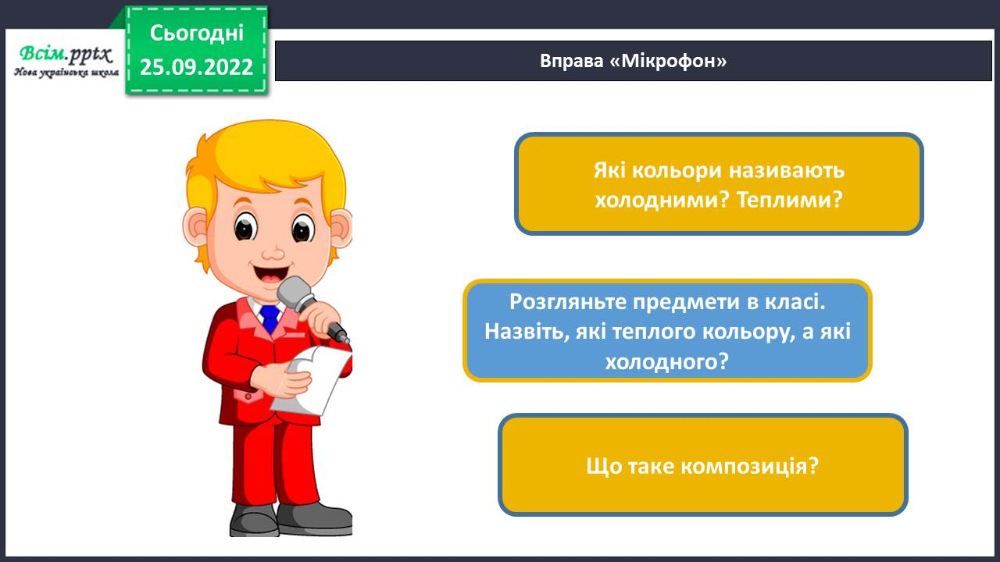 Всім.pptx
Нова українська школа
Сьогодні
25.09.2022
Вправа «Мікрофон»
Які кольори називають
холодними? Теплими?
Розгляньте предмети в класі.
Назвіть, які теплого кольору, а які
холодного?
Що таке композиція?